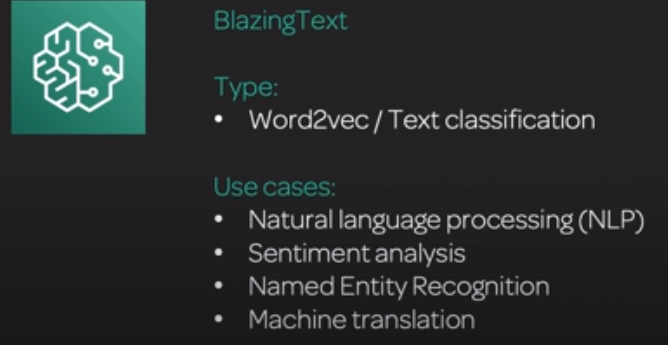 BlazingText
Type:
• Word2vec / Text classification
Use cases:
• Natural language processing (NLP)
• Sentiment analysis
• Named Entity Recognition
• Machine translation